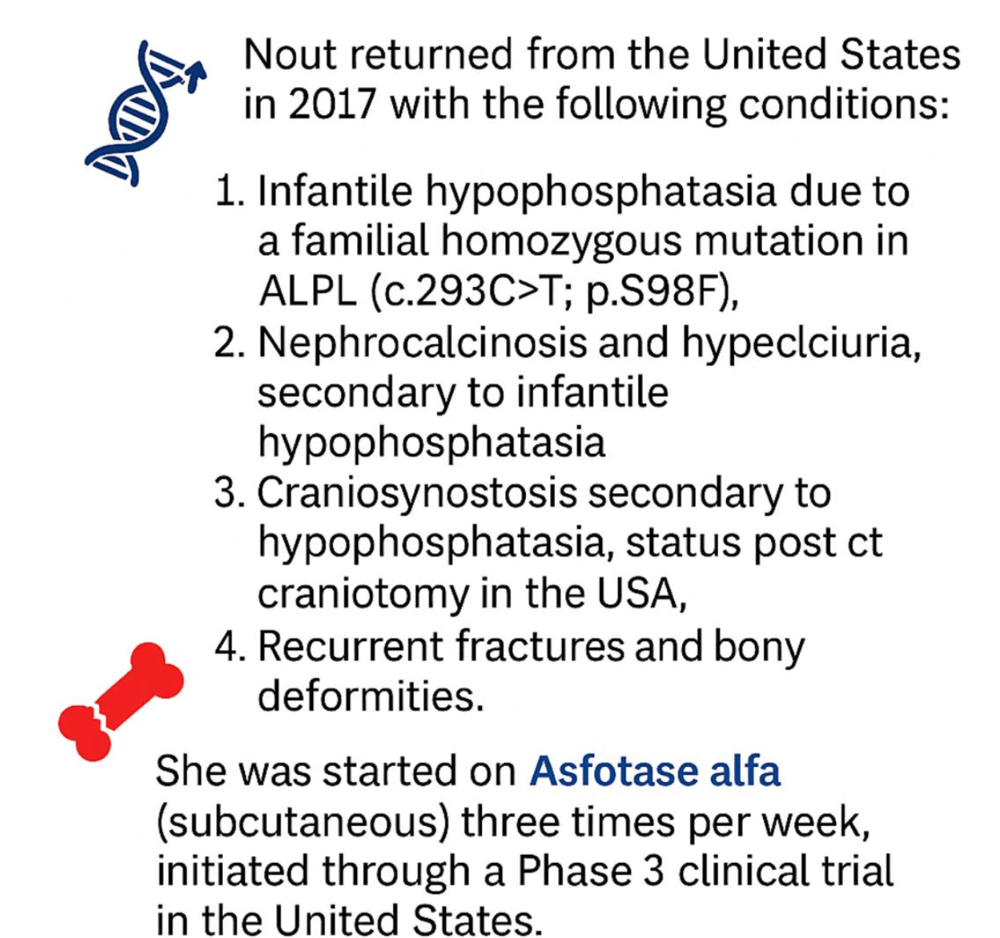 Nout returned from the United States
in 2017 with the following conditions:
1. Infantile hypophosphatasia due to
a familial homozygous mutation in
ALPL (c.293C>T; p.S98F),
2. Nephrocalcinosis and hypeclciuria,
secondary to infantile
hypophosphatasia
3. Craniosynostosis secondary to
hypophosphatasia, status post ct
craniotomy in the USA,
4. Recurrent fractures and bony
deformities.
She was started on Asfotase alfa
(subcutaneous) three times per week,
initiated through a Phase 3 clinical trial
in the United States.